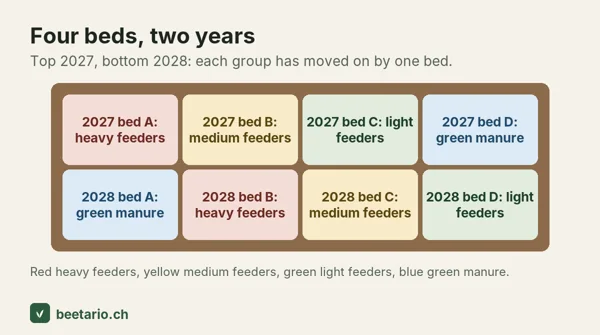 Four beds, two years
Top 2027, bottom 2028: each group has moved on by one bed.
2027 bed A:
heavy feeders
2027 bed B:
medium feeders
2027 bed C: light
feeders
2027 bed D:
green manure
2028 bed A:
green manure
2028 bed B:
heavy feeders
2028 bed C:
medium feeders
2028 bed D: light
feeders
Red heavy feeders, yellow medium feeders, green light feeders, blue green manure.
beetario.ch